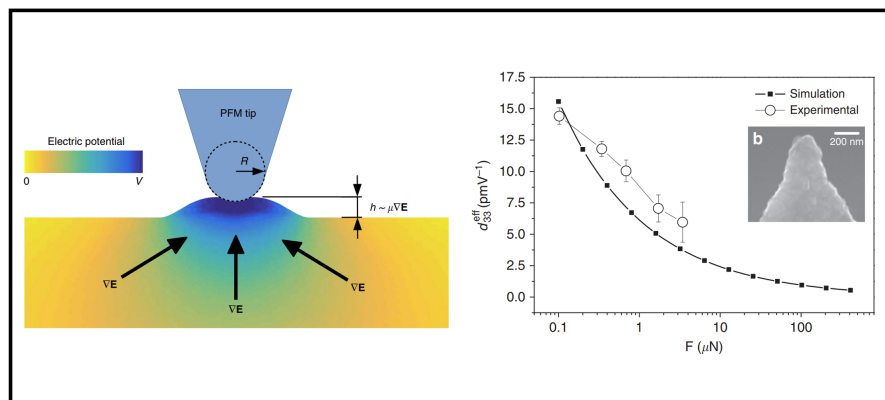 PFM tip
Electric potential
0
V
R
h ~ μ∇E
∇E
∇E
∇E
17.5
15.0
12.5
10.0
7.5
5.0
2.5
0.0
d₃₃ᵉᶠᶠ (pmV⁻¹)
Simulation
Experimental
b
200 nm
0.1
1
10
100
F (μN)